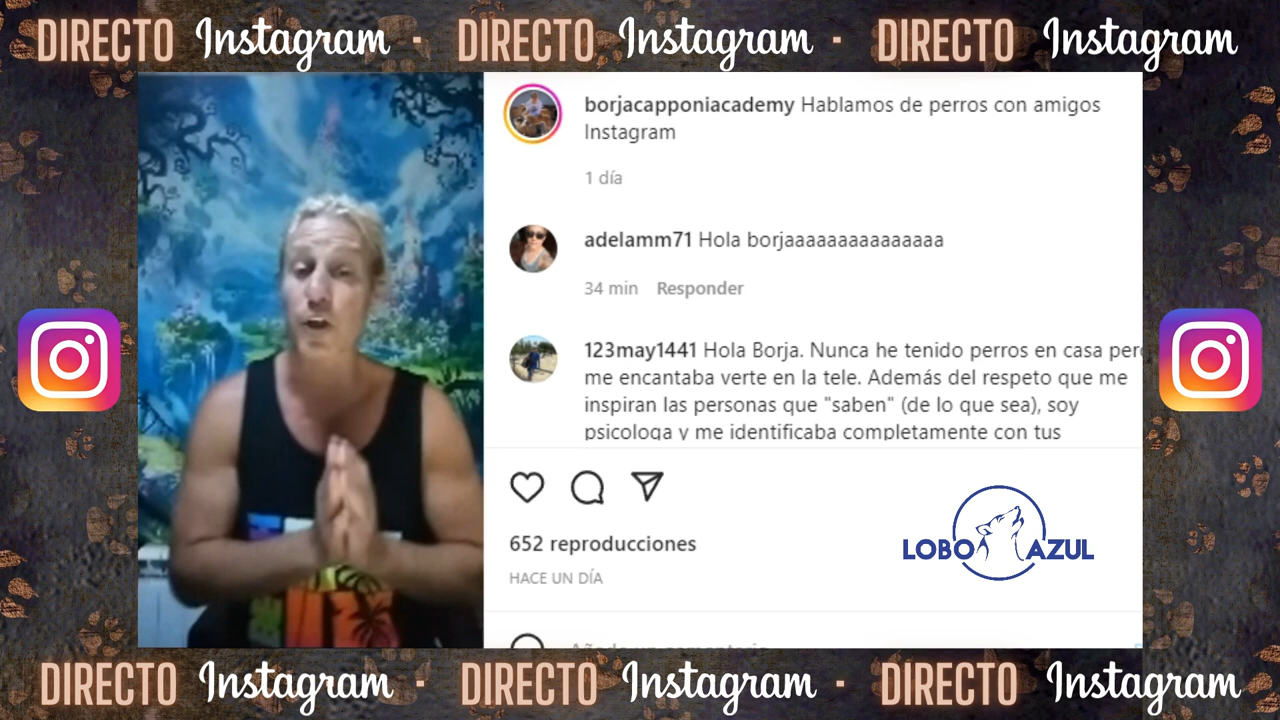 DIRECTO Instagram · DIRECTO Instagram · DIRECTO Instagram
borjacapponiacademy Hablamos de perros con amigos
Instagram
1 día
adelamm71 Hola borjaaaaaaaaaaaaaaa
34 min Responder
123may1441 Hola Borja. Nunca he tenido perros en casa
me encantaba verte en la tele. Además del respeto que me
inspiran las personas que "saben" (de lo que sea), soy
psicologa y me identificaba completamente con tus
652 reproducciones
HACE UN DÍA
LOBO AZUL
DIRECTO Instagram · DIRECTO Instagram · DIRECTO Instagram